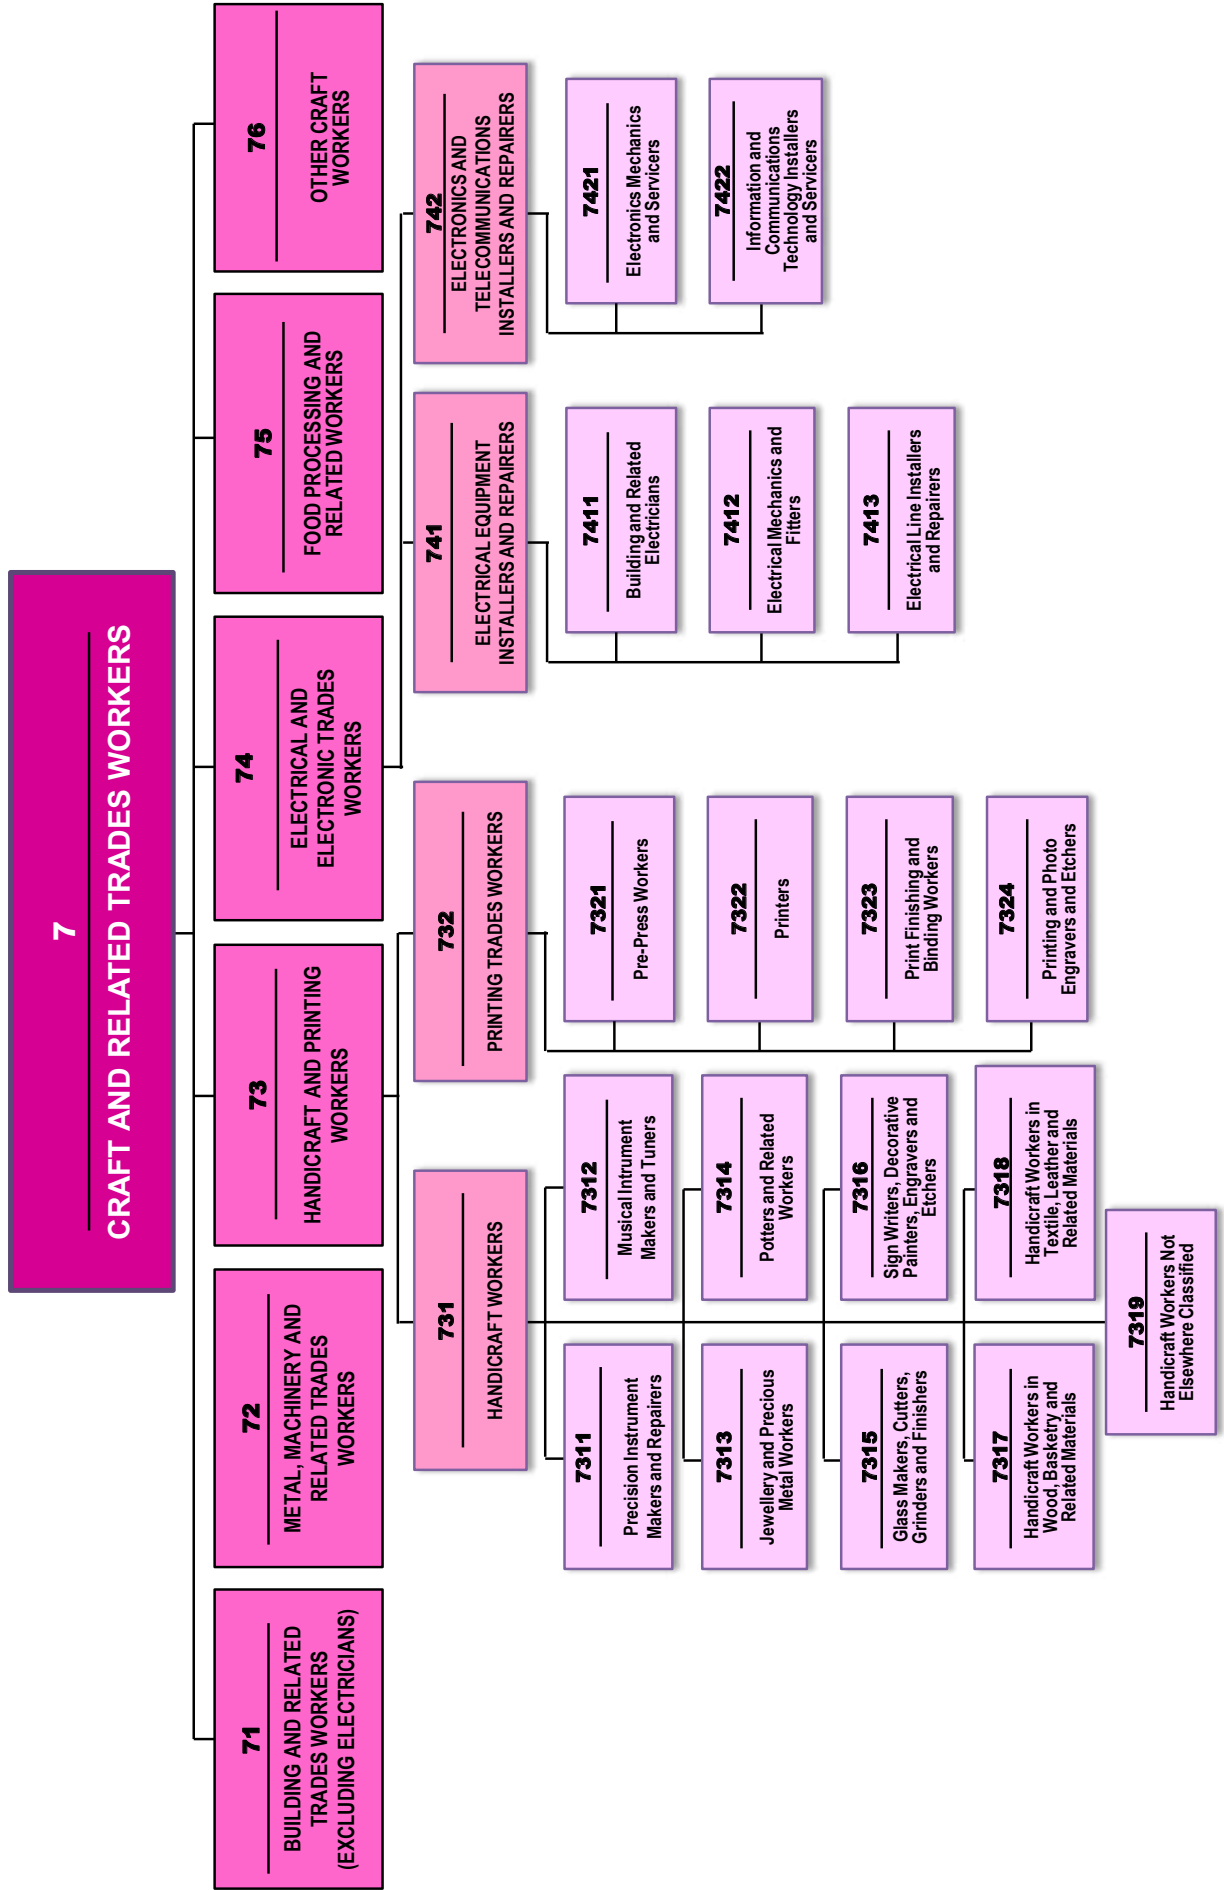 7
CRAFT AND RELATED TRADES WORKERS
71
BUILDING AND RELATED
TRADES WORKERS
(EXCLUDING ELECTRICIANS)
72
METAL, MACHINERY AND
RELATED TRADES
WORKERS
73
HANDICRAFT AND PRINTING
WORKERS
74
ELECTRICAL AND
ELECTRONIC TRADES
WORKERS
75
FOOD PROCESSING AND
RELATED WORKERS
76
OTHER CRAFT
WORKERS
731
HANDICRAFT WORKERS
732
PRINTING TRADES WORKERS
741
ELECTRICAL EQUIPMENT
INSTALLERS AND REPAIRERS
742
ELECTRONICS AND
TELECOMMUNICATIONS
INSTALLERS AND REPAIRERS
7311
Precision Instrument
Makers and Repairers
7312
Musical Intrument
Makers and Tuners
7313
Jewellery and Precious
Metal Workers
7314
Potters and Related
Workers
7315
Glass Makers, Cutters,
Grinders and Finishers
7316
Sign Writers, Decorative
Painters, Engravers and
Etchers
7317
Handicraft Workers in
Wood, Basketry and
Related Materials
7318
Handicraft Workers in
Textile, Leather and
Related Materials
7319
Handicraft Workers Not
Elsewhere Classified
7321
Pre-Press Workers
7322
Printers
7323
Print Finishing and
Binding Workers
7324
Printing and Photo
Engravers and Etchers
7411
Building and Related
Electricians
7412
Electrical Mechanics and
Fitters
7413
Electrical Line Installers
and Repairers
7421
Electronics Mechanics
and Servicers
7422
Information and
Communications
Technology Installers
and Servicers